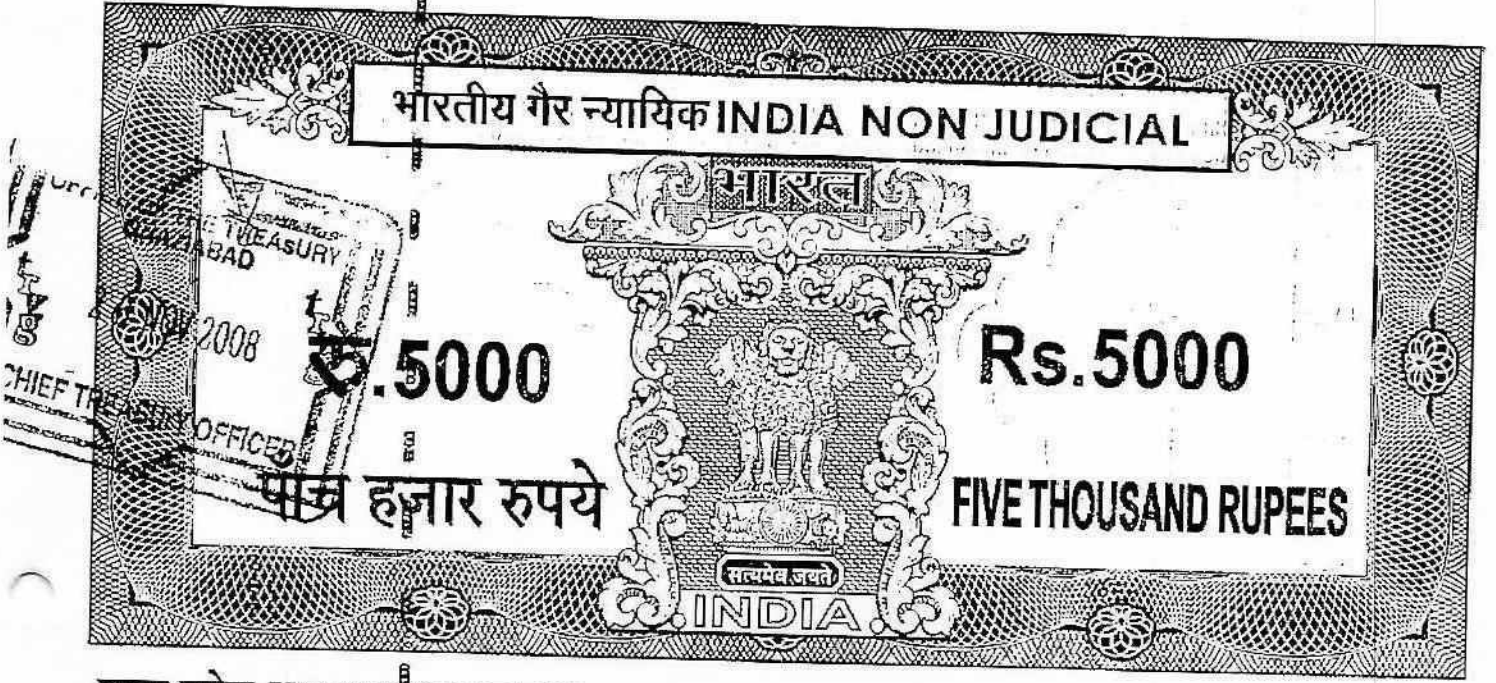 भारतीय गैर न्यायिक INDIA NON JUDICIAL
भारत
TREASURY
2008
CHIEF TREASURY OFFICER
रु.5000
Rs.5000
पाँच हजार रुपये
FIVE THOUSAND RUPEES
सत्यमेव जयते
INDIA